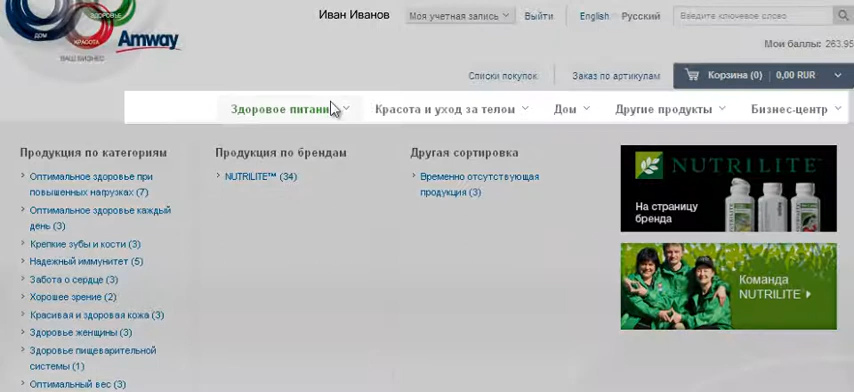 ЗДОРОВЬЕ
ДОМ
КРАСОТА
Amway
ВАШ БИЗНЕС
Иван Иванов
Моя учетная запись
Выйти
English
Русский
Введите ключевое слово
Мои баллы: 263.95
Списки покупок
Заказ по артикулам
Корзина (0) | 0,00 RUR
Здоровое питани
Красота и уход за телом
Дом
Другие продукты
Бизнес-центр
Продукция по категориям
Оптимальное здоровье при
повышенных нагрузках (7)
Оптимальное здоровье каждый
день (3)
Крепкие зубы и кости (3)
Надежный иммунитет (5)
Забота о сердце (3)
Хорошее зрение (2)
Красивая и здоровая кожа (3)
Здоровье женщины (3)
Здоровье пищеварительной
системы (1)
Оптимальный вес (3)
Продукция по брендам
NUTRILITE™ (34)
Другая сортировка
Временно отсутствующая
продукция (3)
NUTRILITE
На страницу
бренда
Команда
NUTRILITE